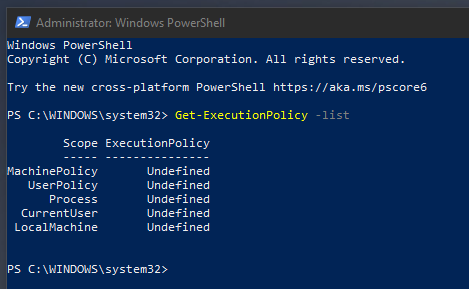 Administrator: Windows PowerShell
Windows PowerShell
Copyright (C) Microsoft Corporation. All rights reserved.
Try the new cross-platform PowerShell https://aka.ms/pscore6
PS C:\WINDOWS\system32> Get-ExecutionPolicy -list
        Scope ExecutionPolicy
        ----- ---------------
MachinePolicy       Undefined
   UserPolicy       Undefined
      Process       Undefined
  CurrentUser       Undefined
 LocalMachine       Undefined
PS C:\WINDOWS\system32>